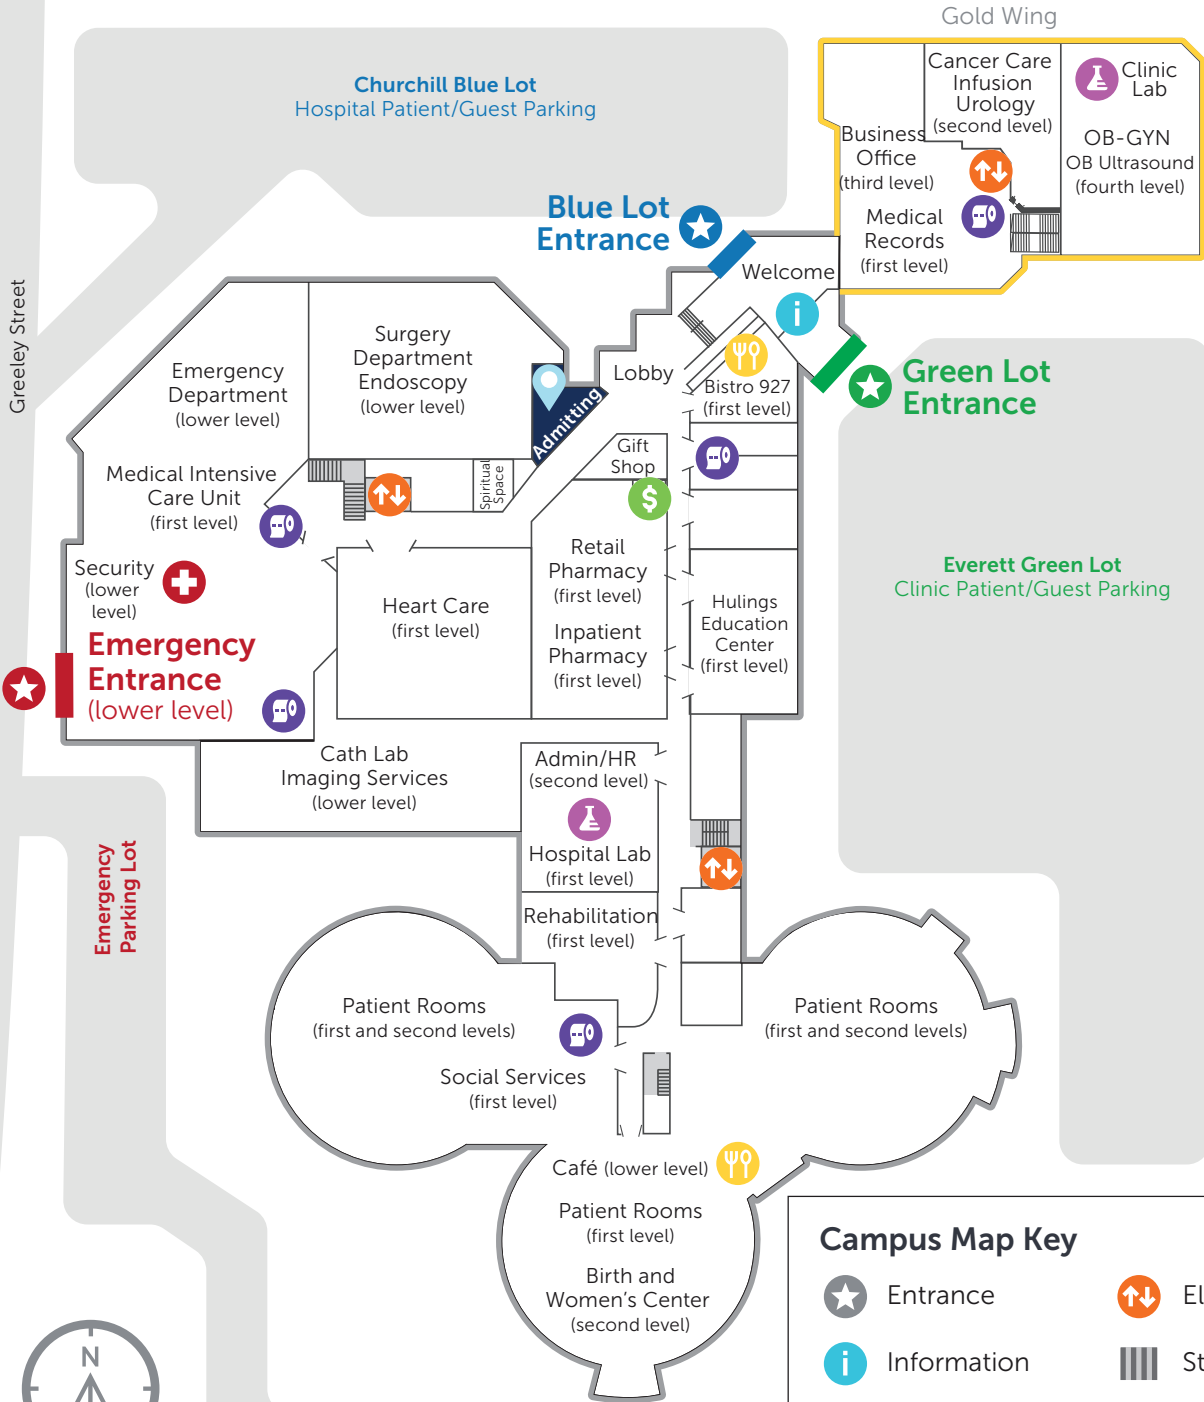 Gold Wing
Churchill Blue Lot
Hospital Patient/Guest Parking
Cancer Care
Infusion
Urology
(second level)
Clinic
Lab
OB-GYN
OB Ultrasound
(fourth level)
Business
Office
(third level)
Medical
Records
(first level)
Blue Lot
Entrance
Welcome
i
Greeley Street
Surgery
Department
Endoscopy
(lower level)
Emergency
Department
(lower level)
Lobby
Bistro 927
(first level)
Green Lot
Entrance
Admitting
Gift
Shop
$
Spiritual
Space
Medical Intensive
Care Unit
(first level)
Security
(lower
level)
Retail
Pharmacy
(first level)
Inpatient
Pharmacy
(first level)
Heart Care
(first level)
Hulings
Education
Center
(first level)
Everett Green Lot
Clinic Patient/Guest Parking
Emergency
Entrance
(lower level)
Cath Lab
Imaging Services
(lower level)
Admin/HR
(second level)
Hospital Lab
(first level)
Emergency
Parking Lot
Rehabilitation
(first level)
Patient Rooms
(first and second levels)
Patient Rooms
(first and second levels)
Social Services
(first level)
Café (lower level)
Patient Rooms
(first level)
Birth and
Women's Center
(second level)
Campus Map Key
Entrance
El
i
Information
St
N